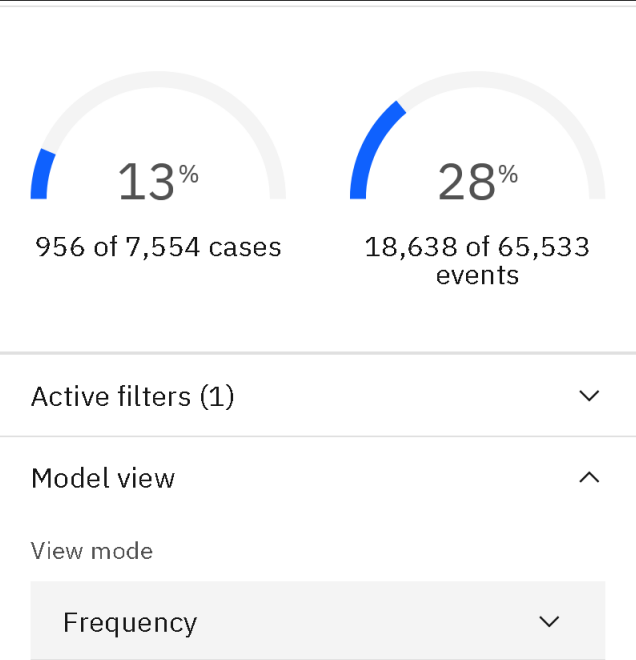 13%
956 of 7,554 cases
28%
18,638 of 65,533
events
Active filters (1)
Model view
View mode
Frequency